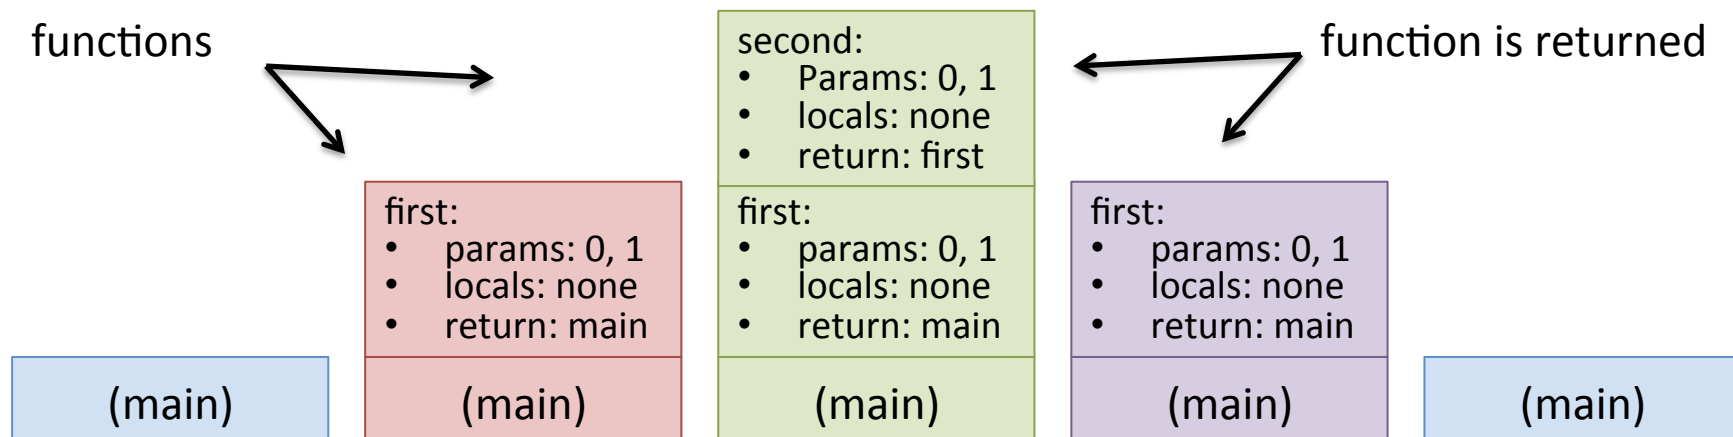 functions
function is returned
second:
• Params: 0, 1
• locals: none
• return: first
first:
• params: 0, 1
• locals: none
• return: main
first:
• params: 0, 1
• locals: none
• return: main
first:
• params: 0, 1
• locals: none
• return: main
(main)
(main)
(main)
(main)
(main)